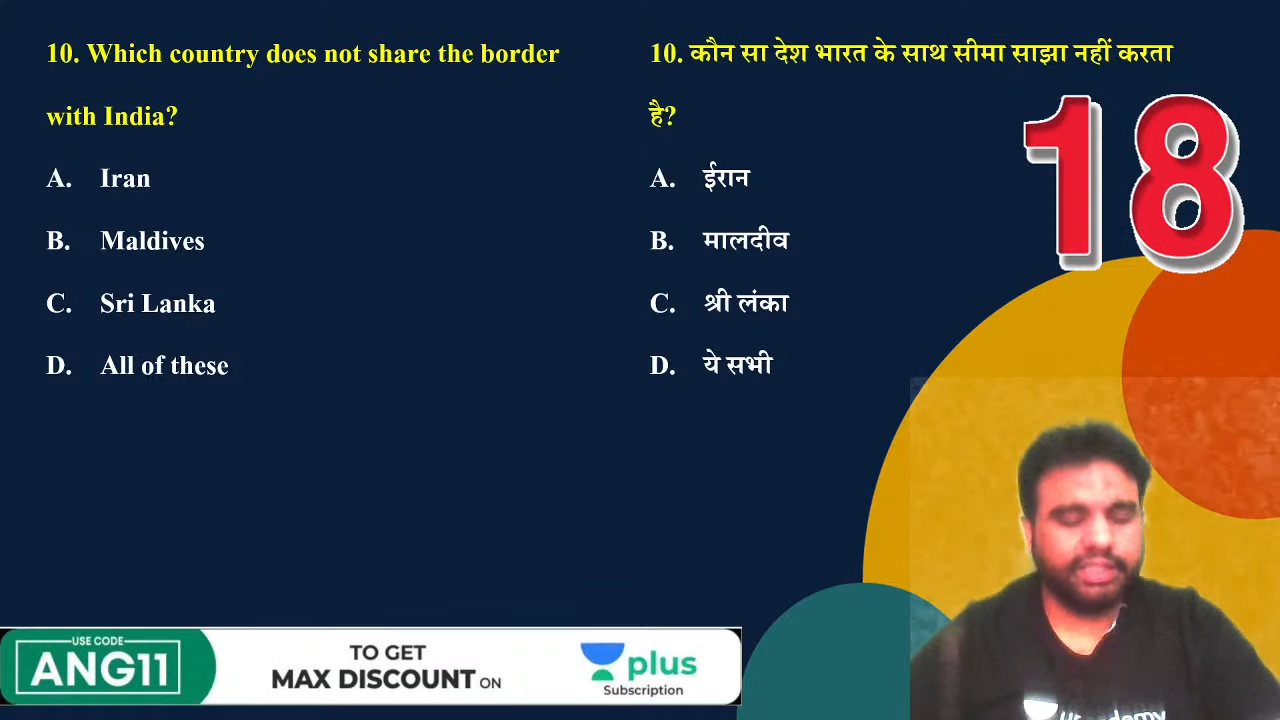 10. Which country does not share the border
with India?
A. Iran
B. Maldives
C. Sri Lanka
D. All of these
10. कौन सा देश भारत के साथ सीमा साझा नहीं करता
है?
A. ईरान
B. मालदीव
C. श्री लंका
D. ये सभी
18
USE CODE
ANG11
TO GET
MAX DISCOUNT ON
plus
Subscription